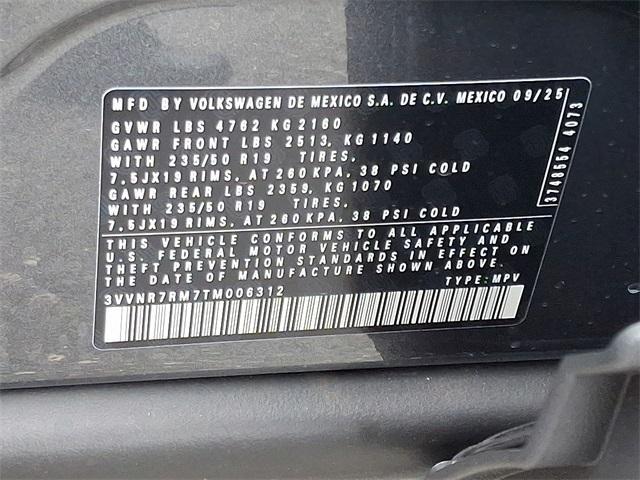 MFD BY VOLKSWAGEN DE MEXICO S.A. DE C.V. MEXICO 09/25
GVWR LBS 4762 KG 2160
GAWR FRONT LBS 2513, KG 1140
WITH 235/50 R19 TIRES.
7.5JX19 RIMS. AT 260 KPA, 38 PSI COLD
GAWR REAR LBS 2359, KG 1070
WITH 235/50 R19 TIRES.
7.5JX19 RIMS. AT 260 KPA, 38 PSI COLD
THIS VEHICLE CONFORMS TO ALL APPLICABLE
U.S. FEDERAL MOTOR VEHICLE SAFETY AND
THEFT PREVENTION STANDARDS IN EFFECT ON
THE DATE OF MANUFACTURE SHOWN ABOVE.
3VVNR7RM7TM006312 TYPE: MPV
3748554 4073